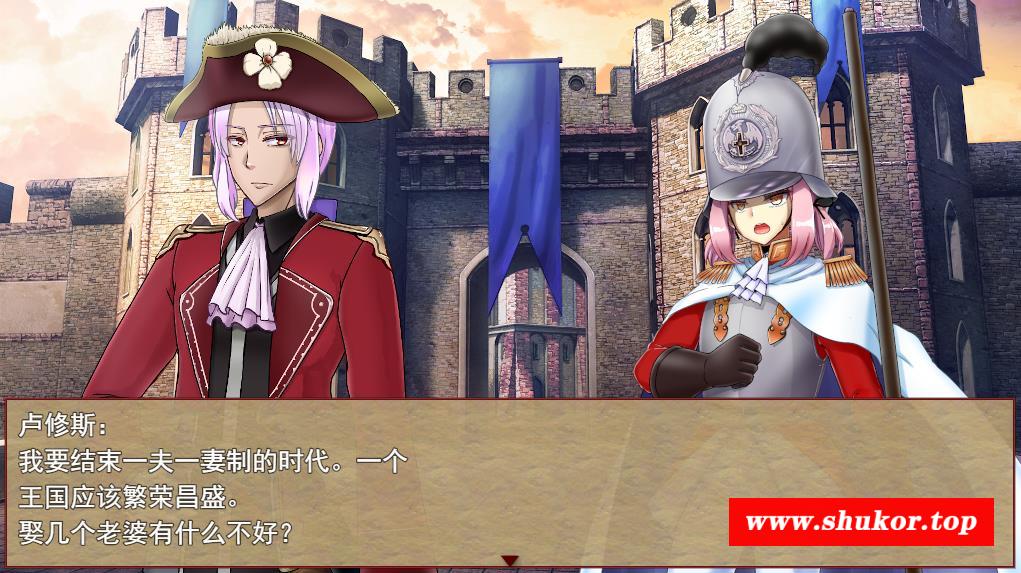 卢修斯：
我要结束一夫一妻制的时代。一个
王国应该繁荣昌盛。
娶几个老婆有什么不好？
www.shukor.top